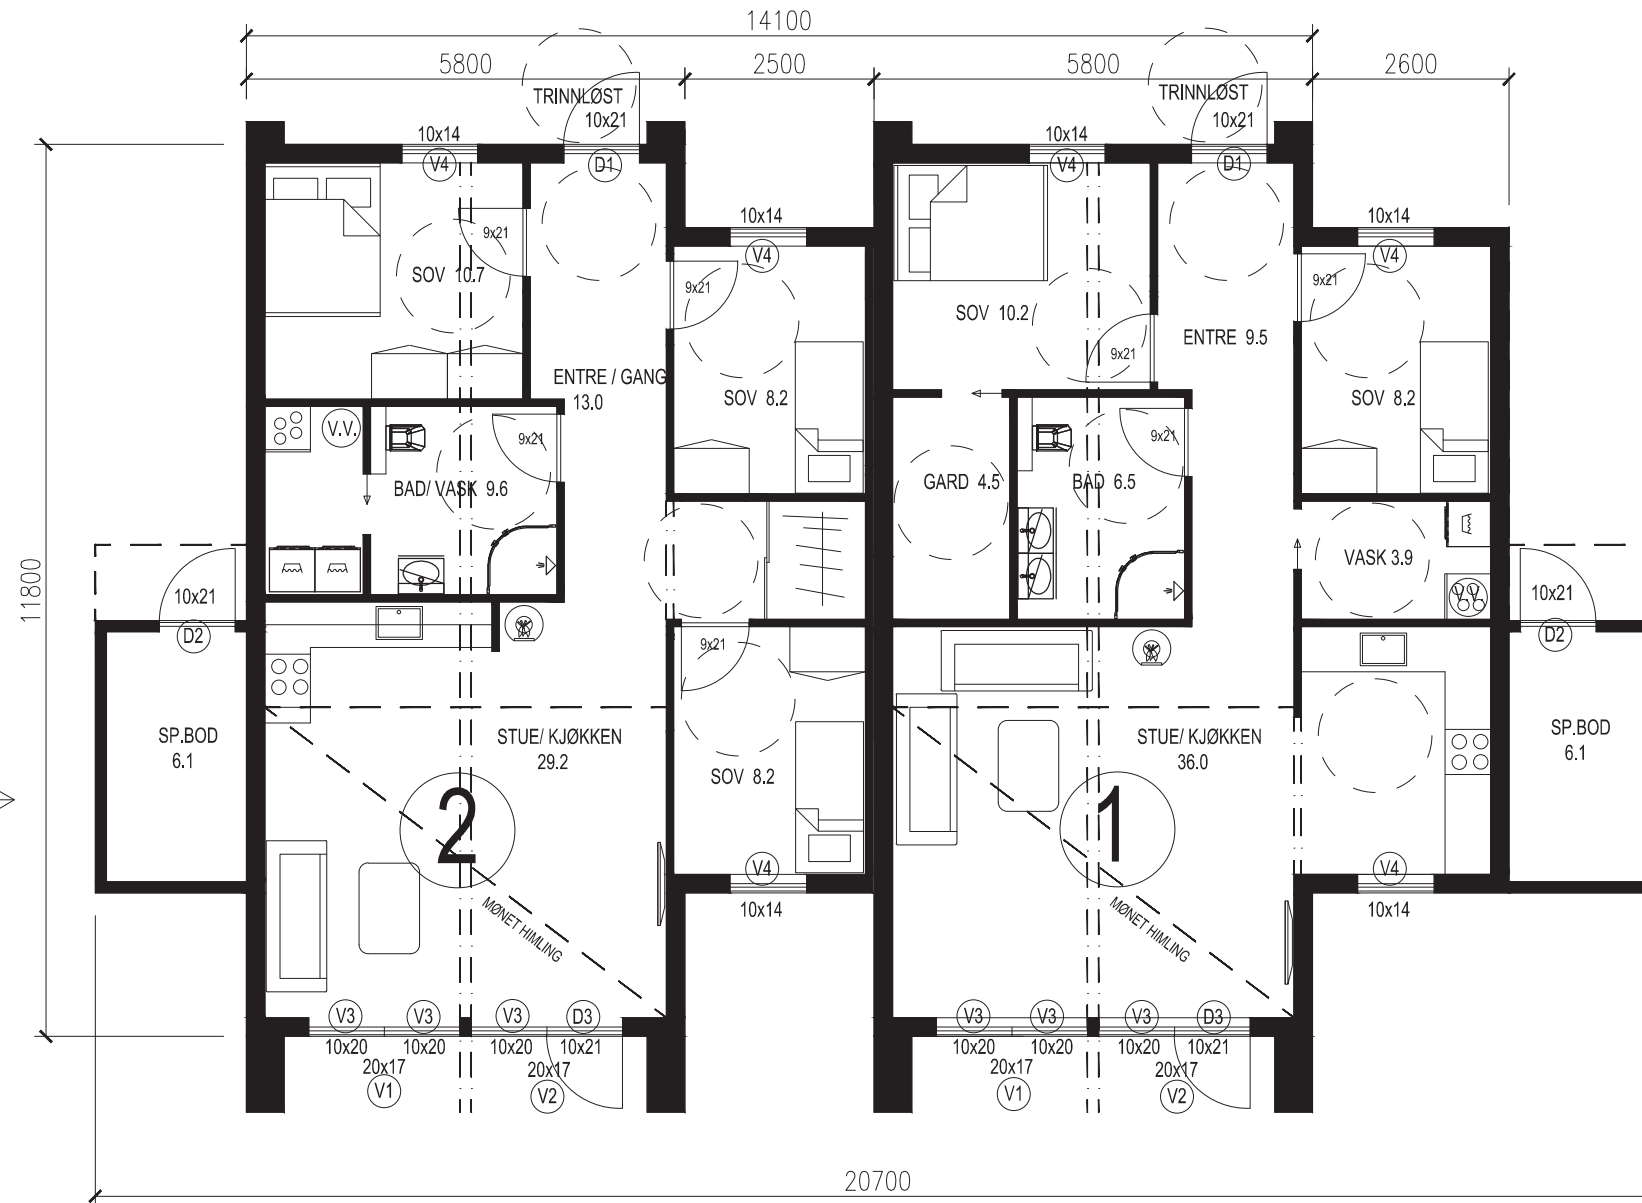 14100
5800
2500
5800
2600
TRINNLØST
10x21
TRINNLØST
10x21
10x14
V4
D1
10x14
V4
D1
10x14
V4
10x14
V4
9x21
9x21
9x21
9x21
SOV 10.7
SOV 10.2
ENTRE 9.5
9x21
ENTRE / GANG
13.0
SOV 8.2
SOV 8.2
V.V.
9x21
9x21
BAD/ VASK 9.6
GARD 4.5
BAD 6.5
VASK 3.9
11800
10x21
D2
V.V.
10x21
D2
9x21
SP.BOD
6.1
STUE/ KJØKKEN
29.2
SOV 8.2
STUE/ KJØKKEN
36.0
SP.BOD
6.1
2
1
V4
10x14
V4
10x14
MØNET HIMLING
MØNET HIMLING
V3
V3
V3
D3
V3
V3
V3
D3
10x20
10x20
10x20
10x21
10x20
10x20
10x20
10x21
20x17
20x17
20x17
20x17
V1
V2
V1
V2
20700